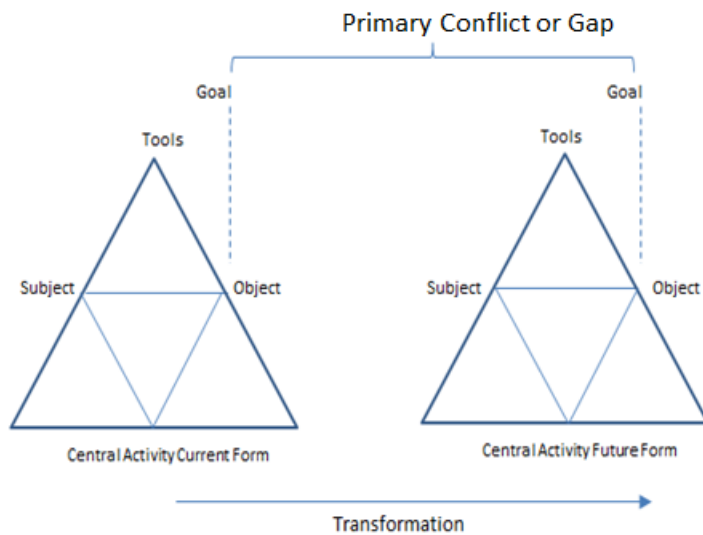 Primary Conflict or Gap
Goal
Goal
Tools
Tools
Subject
Object
Subject
Object
Central Activity Current Form
Central Activity Future Form
Transformation